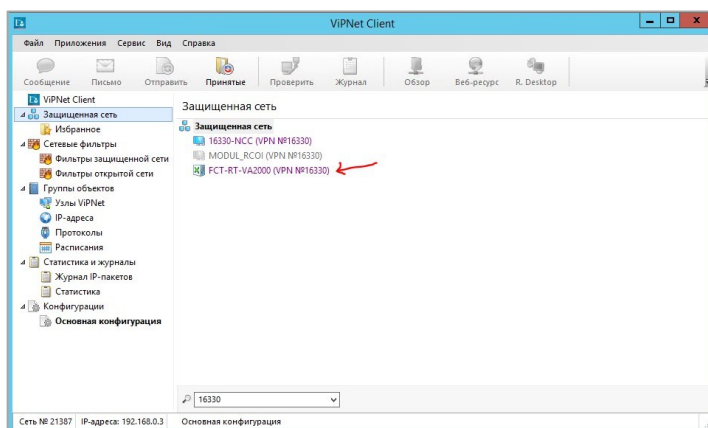 ViPNet Client
Файл Приложения Сервис Вид Справка
Сообщение Письмо Отправить Принятые Проверить Журнал Обзор Веб-ресурс R. Desktop
ViPNet Client
Защищенная сеть
Избранное
Сетевые фильтры
Фильтры защищенной сети
Фильтры открытой сети
Группы объектов
Узлы ViPNet
IP-адреса
Протоколы
Расписания
Статистика и журналы
Журнал IP-пакетов
Статистика
Конфигурации
Основная конфигурация
Защищенная сеть
Защищенная сеть
16330-NCC (VPN №16330)
MODUL_RCOI (VPN №16330)
FCT-RT-VA2000 (VPN №16330)
16330
Сеть № 21387 IP-адреса: 192.168.0.3 Основная конфигурация